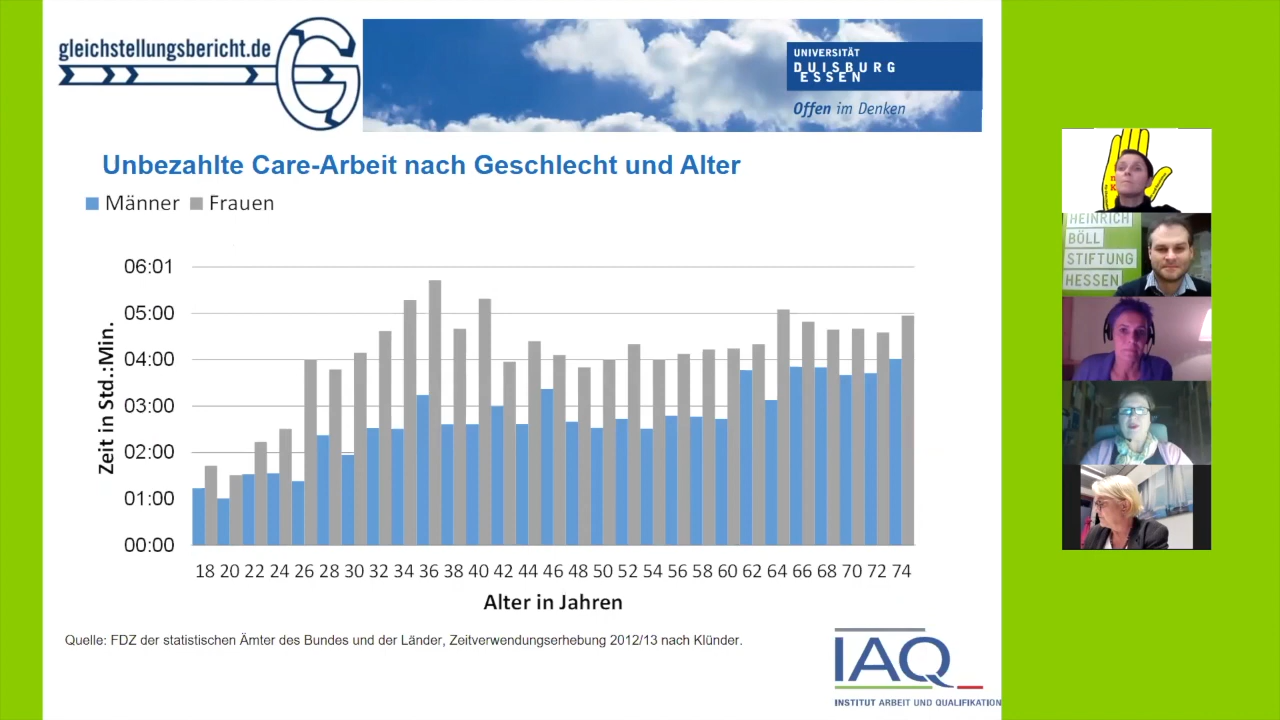 gleichstellungsbericht.de
G
UNIVERSITÄT
DUISBURG
ESSEN
Offen im Denken
Unbezahlte Care-Arbeit nach Geschlecht und Alter
Männer Frauen
Zeit in Std.:Min.
06:01
05:00
04:00
03:00
02:00
01:00
00:00
18 20 22 24 26 28 30 32 34 36 38 40 42 44 46 48 50 52 54 56 58 60 62 64 66 68 70 72 74
Alter in Jahren
Quelle: FDZ der statistischen Ämter des Bundes und der Länder, Zeitverwendungserhebung 2012/13 nach Klünder.
IAQ
INSTITUT ARBEIT UND QUALIFIKATION
HEINRICH
BÖLL
STIFTUNG
HESSEN